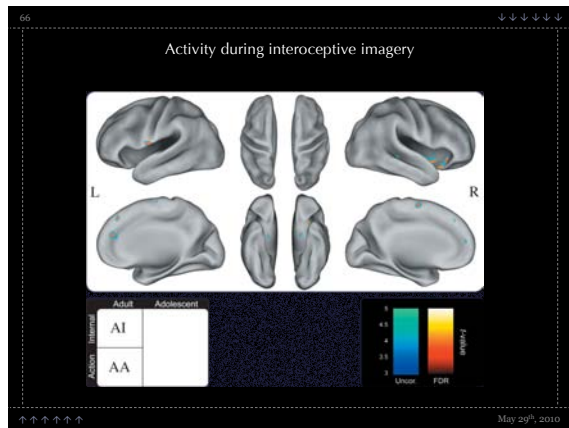 66
Activity during interoceptive imagery
L
R
Adult Adolescent
Internal
AI
Action
AA
5
4.5
4
3.5
3
t-value
Uncor. FDR
May 29th, 2010